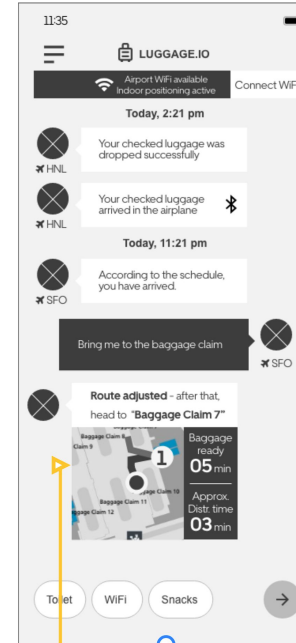 11:35
LUGGAGE.IO
Airport WiFi available
Indoor positioning active
Connect WiF
Today, 2:21 pm
Your checked luggage was
dropped successfully
HNL
Your checked luggage
arrived in the airplane
HNL
Today, 11:21 pm
According to the schedule,
you have arrived.
SFO
Bring me to the baggage claim
SFO
Route adjusted - after that,
head to "Baggage Claim 7"
Baggage Claim 8
Claim 9
1
Baggage Claim 10
Baggage Claim 11
Baggage Claim 12
Baggage
ready
05 min
Approx.
Distr. time
03 min
Toilet
WiFi
Snacks